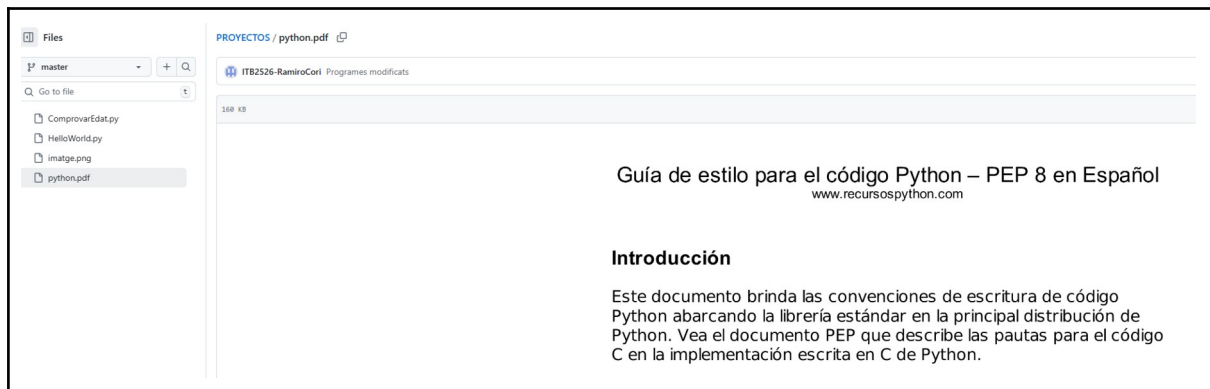 Files
master
Go to file
t
ComprovarEdat.py
HelloWorld.py
imatge.png
python.pdf
PROYECTOS / python.pdf
ITB2526-RamiroCori Programes modificats
160 KB
Guía de estilo para el código Python – PEP 8 en Español
www.recursospython.com
Introducción
Este documento brinda las convenciones de escritura de código
Python abarcando la librería estándar en la principal distribución de
Python. Vea el documento PEP que describe las pautas para el código
C en la implementación escrita en C de Python.